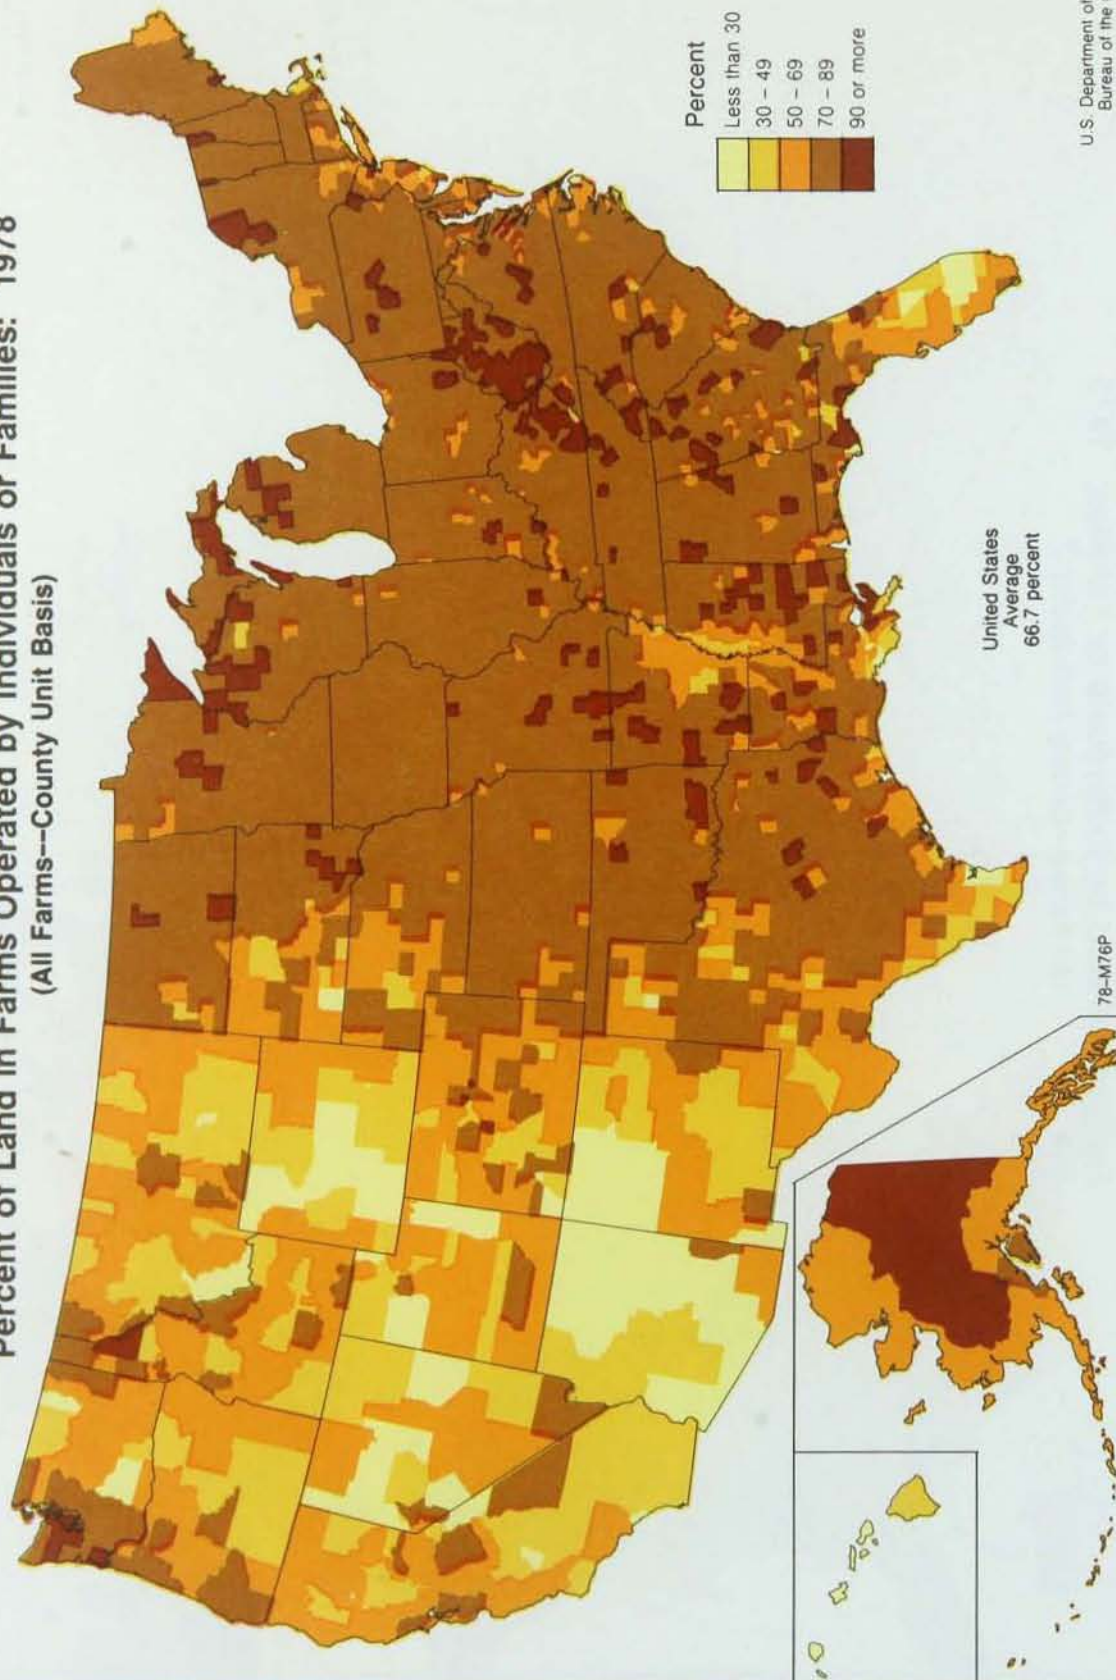 Percent of Land in Farms Operated by Individuals or Families: 1978
(All Farms—County Unit Basis)
Percent
Less than 30
30 – 49
50 – 69
70 – 89
90 or more
United States
Average
66.7 percent
78-M76P
U.S. Department of
Bureau of the